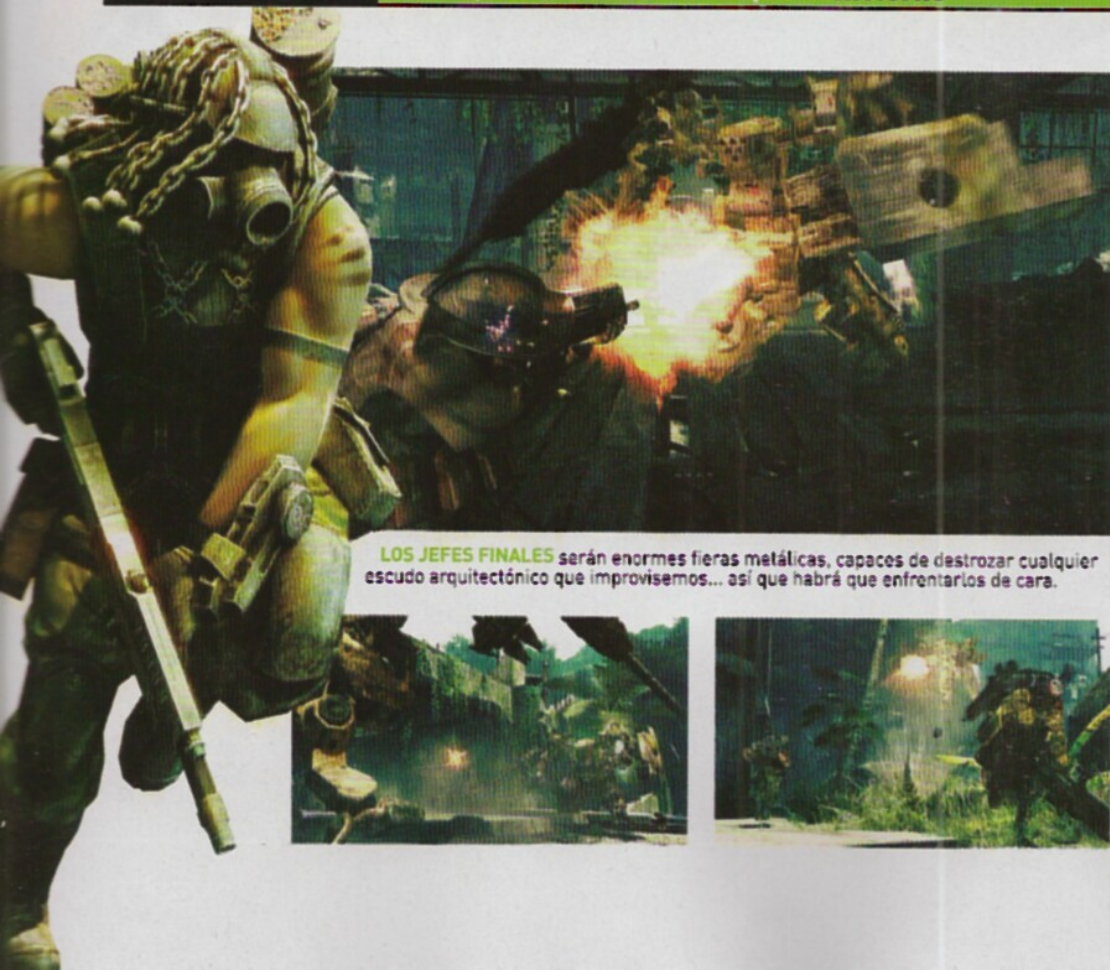 LOS JEFES FINALES serán enormes fieras metálicas, capaces de destrozar cualquier
escudo arquitectónico que improvisemos... así que habrá que enfrentarlos de cara.